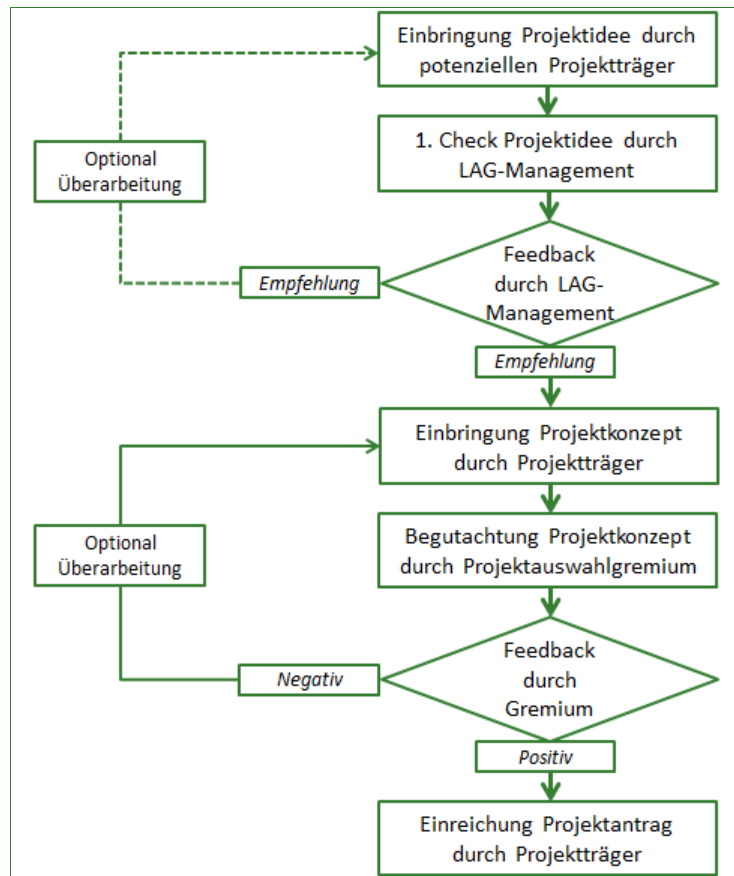 Einbringung Projektidee durch
potenziellen Projektträger
1. Check Projektidee durch
LAG-Management
Optional
Überarbeitung
Feedback
durch LAG-
Management
Empfehlung
Empfehlung
Einbringung Projektkonzept
durch Projektträger
Begutachtung Projektkonzept
durch Projektauswahlgremium
Optional
Überarbeitung
Feedback
durch
Gremium
Negativ
Positiv
Einreichung Projektantrag
durch Projektträger